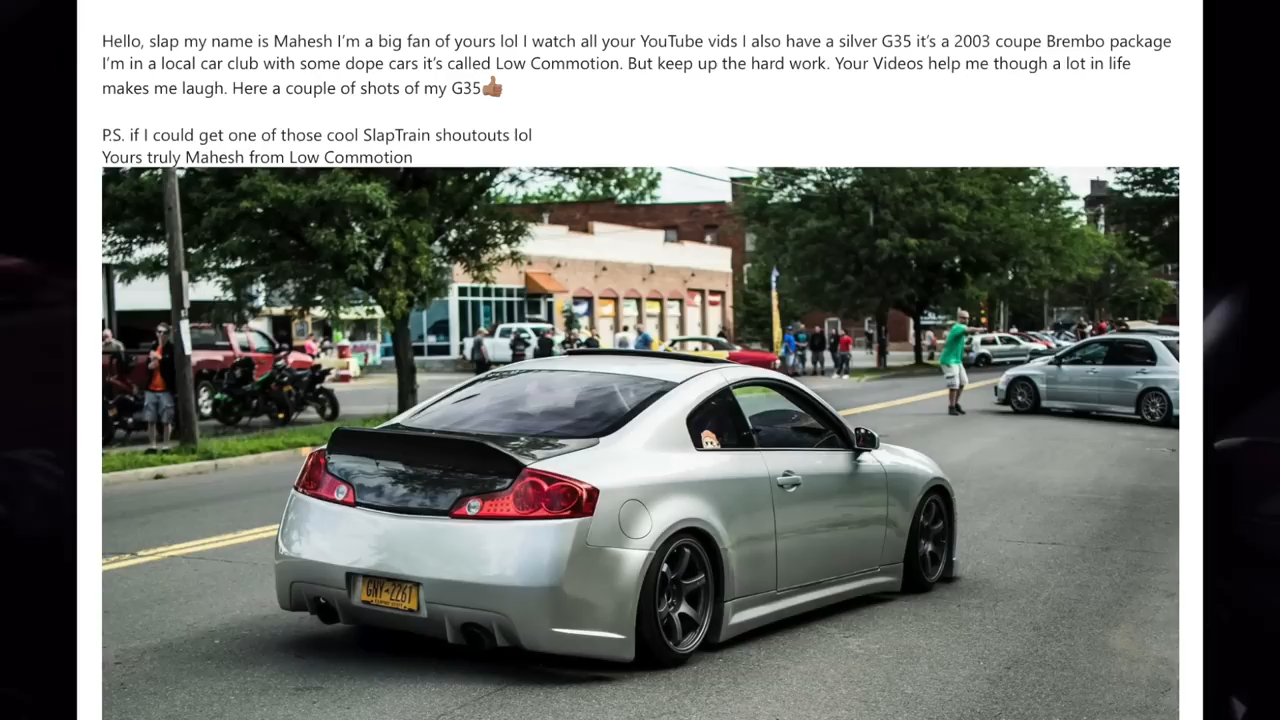 Hello, slap my name is Mahesh I’m a big fan of yours lol I watch all your YouTube vids I also have a silver G35 it’s a 2003 coupe Brembo package
I’m in a local car club with some dope cars it’s called Low Commotion. But keep up the hard work. Your Videos help me though a lot in life
makes me laugh. Here a couple of shots of my G35👍🏽
P.S. if I could get one of those cool SlapTrain shoutouts lol
Yours truly Mahesh from Low Commotion
GNY-2261